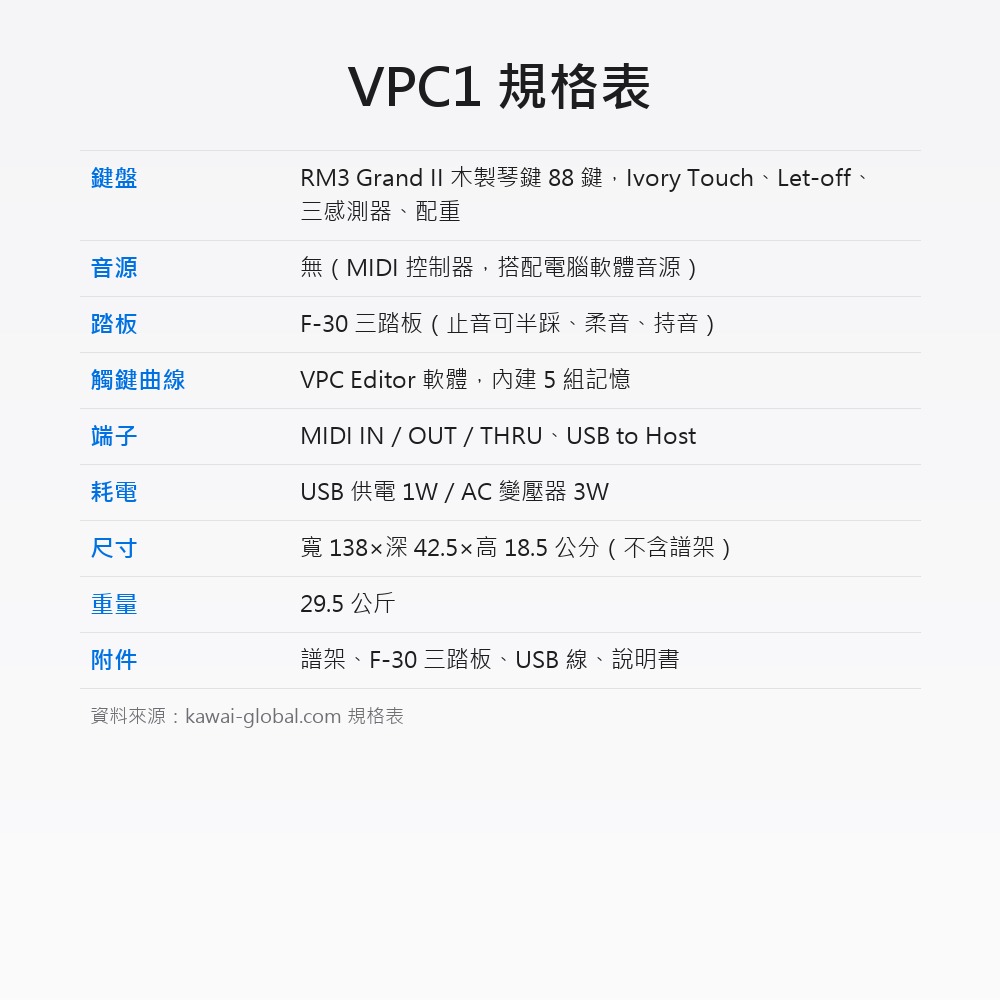 VPC1 規格表
鍵盤
RM3 Grand II 木製琴鍵 88 鍵，Ivory Touch、Let-off、
三感測器、配重
音源
無（MIDI 控制器，搭配電腦軟體音源）
踏板
F-30 三踏板（止音可半踩、柔音、持音）
觸鍵曲線
VPC Editor 軟體，內建 5 組記憶
端子
MIDI IN / OUT / THRU、USB to Host
耗電
USB 供電 1W / AC 變壓器 3W
尺寸
寬 138×深 42.5×高 18.5 公分（不含譜架）
重量
29.5 公斤
附件
譜架、F-30 三踏板、USB 線、說明書
資料來源：kawai-global.com 規格表